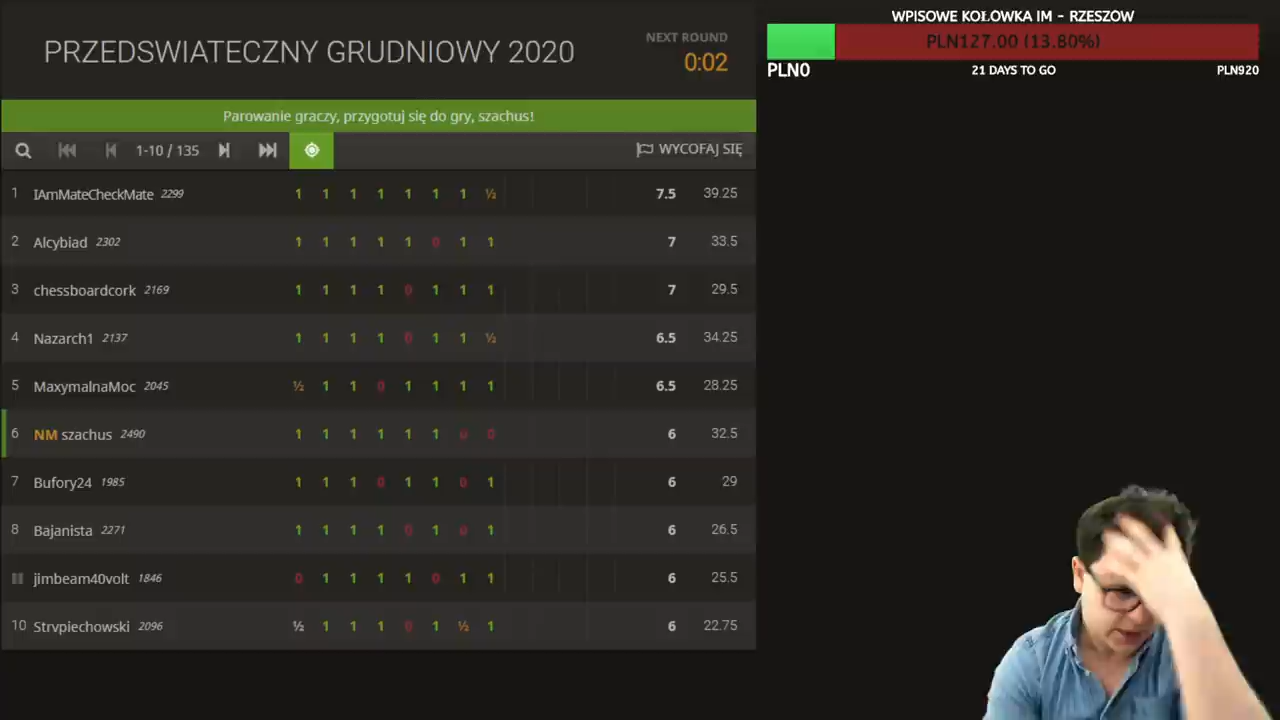 PRZEDSWIATECZNY GRUDNIOWY 2020
NEXT ROUND
0:02
WPISOWE KOŁOWKA IM - RZESZOW
PLN127.00 (13.80%)
PLN0 21 DAYS TO GO PLN920
Parowanie graczy, przygotuj się do gry, szachus!
1-10 / 135 WYCOFAJ SIĘ
1 IAmMateCheckMate 2299 1 1 1 1 1 1 1 ½ 7.5 39.25
2 Alcybiad 2302 1 1 1 1 1 0 1 1 7 33.5
3 chessboardcork 2169 1 1 1 1 0 1 1 1 7 29.5
4 Nazarch1 2137 1 1 1 1 0 1 1 ½ 6.5 34.25
5 MaxymalnaMoc 2045 ½ 1 1 0 1 1 1 1 6.5 28.25
6 NM szachus 2490 1 1 1 1 1 1 0 0 6 32.5
7 Bufory24 1985 1 1 1 0 1 1 0 1 6 29
8 Bajanista 2271 1 1 1 1 0 1 0 1 6 26.5
jimbeam40volt 1846 0 1 1 1 1 0 1 1 6 25.5
10 Strvpiechowski 2096 ½ 1 1 1 0 1 ½ 1 6 22.75